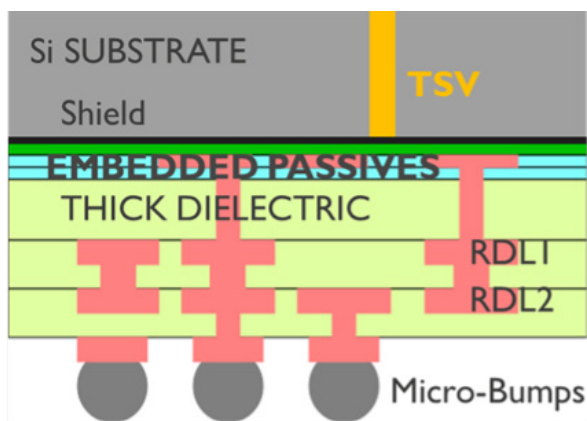 Si SUBSTRATE
TSV
Shield
EMBEDDED PASSIVES
THICK DIELECTRIC
RDL1
RDL2
Micro-Bumps